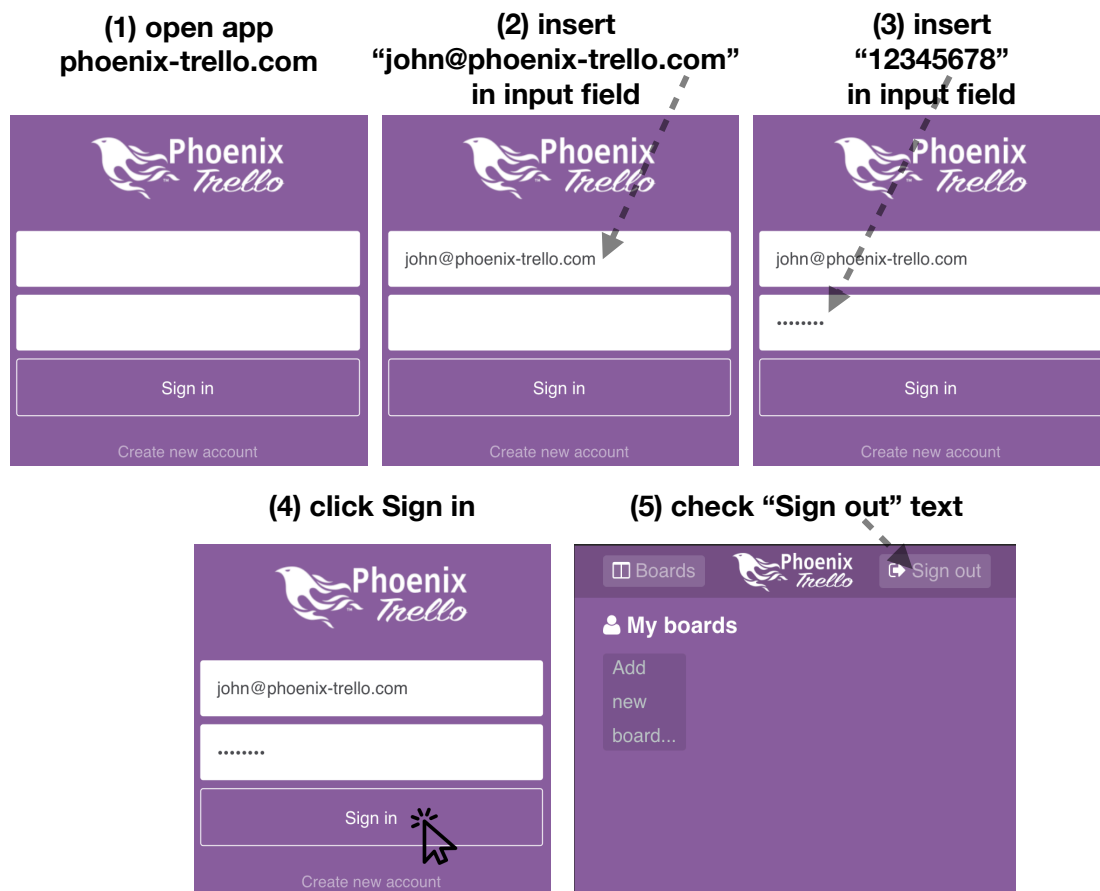 (1) open app
phoenix-trello.com
(2) insert
“john@phoenix-trello.com”
in input field
(3) insert
“12345678”
in input field
Phoenix
Trello
Sign in
Create new account
Phoenix
Trello
john@phoenix-trello.com
Sign in
Create new account
Phoenix
Trello
john@phoenix-trello.com
••••••••
Sign in
Create new account
(4) click Sign in
(5) check “Sign out” text
Phoenix
Trello
john@phoenix-trello.com
••••••••
Sign in
Create new account
Boards
Phoenix
Trello
Sign out
My boards
Add
new
board...